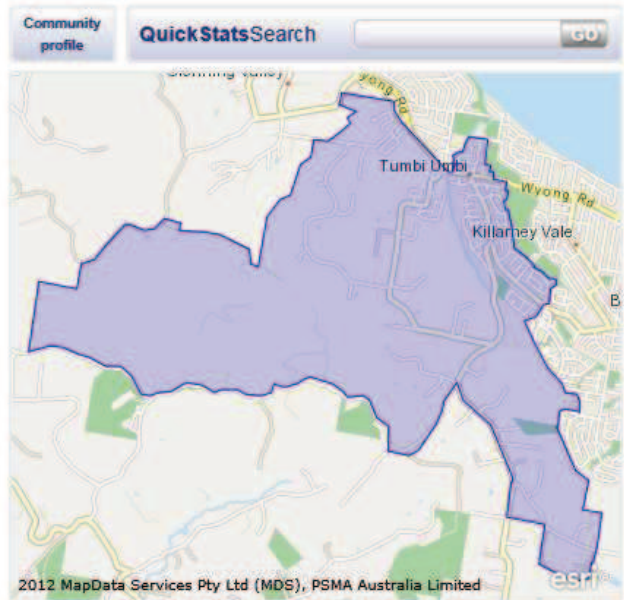 Community
profile
QuickStatsSearch
GO
yong Rd
Tumbi Umbi
Wyong Rd
Killarney Vale
B
2012 MapData Services Pty Ltd (MDS), PSMA Australia Limited
esri